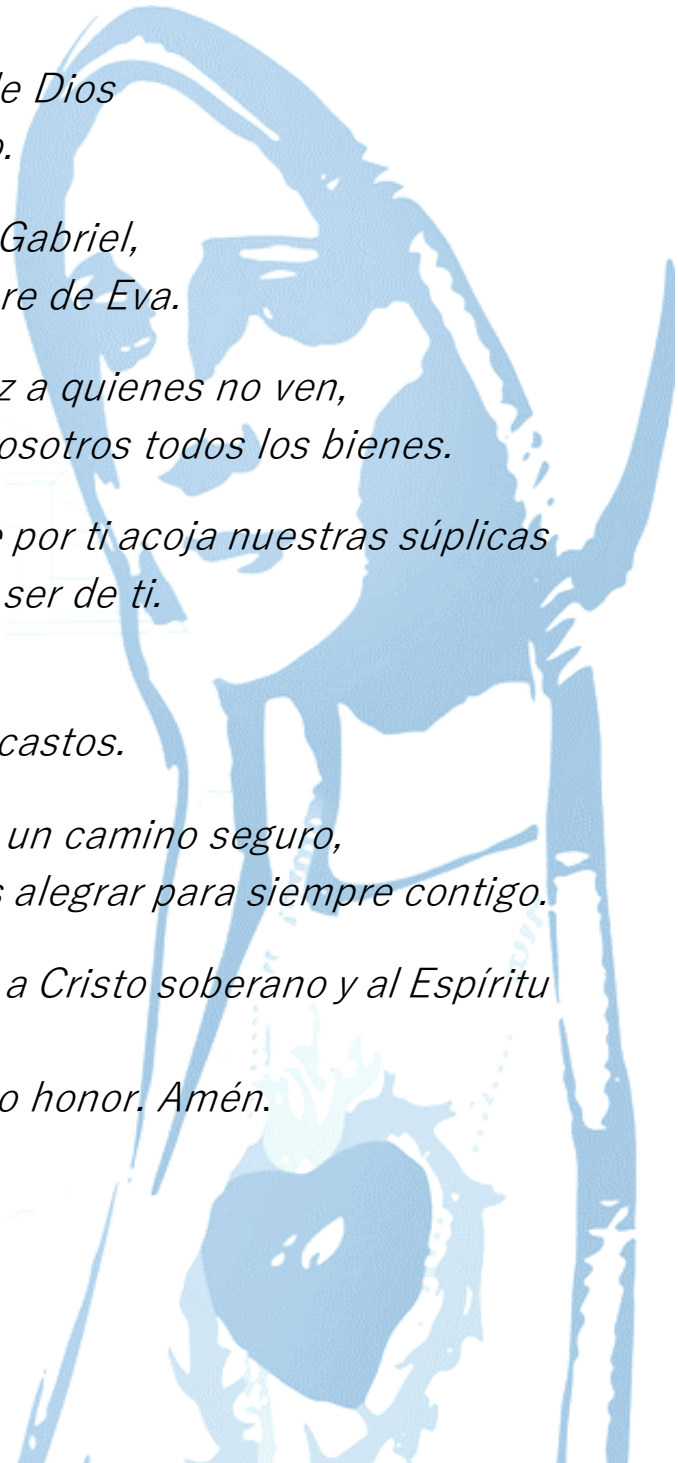 le Dios
o.
Gabriel,
re de Eva.
z a quienes no ven,
osotros todos los bienes.
e por ti acoja nuestras súplicas
ser de ti.
castos.
un camino seguro,
s alegrar para siempre contigo.
a Cristo soberano y al Espíritu
o honor. Amén.